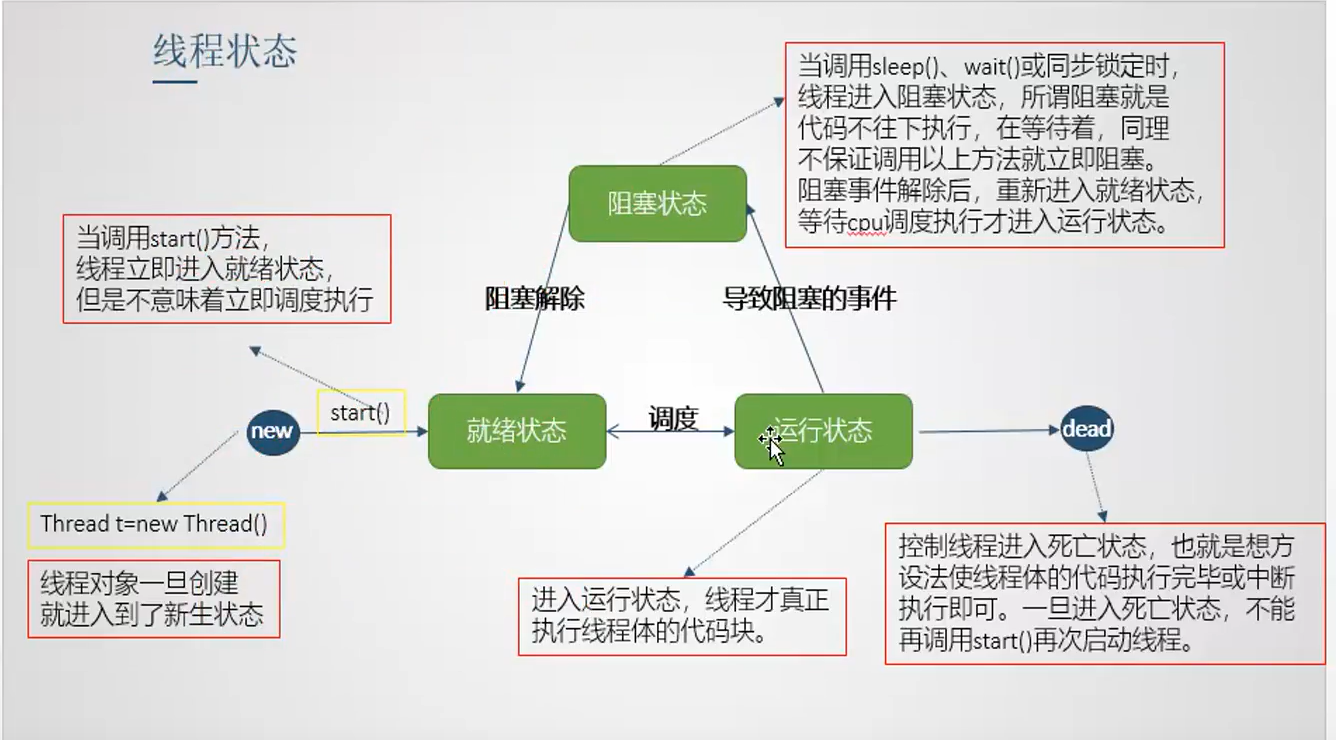 线程状态
当调用sleep()、wait()或同步锁定时，
线程进入阻塞状态，所谓阻塞就是
代码不往下执行，在等待着，同理
不保证调用以上方法就立即阻塞。
阻塞事件解除后，重新进入就绪状态，
等待cpu调度执行才进入运行状态。
阻塞状态
当调用start()方法，
线程立即进入就绪状态，
但是不意味着立即调度执行
阻塞解除
导致阻塞的事件
start()
new
就绪状态
调度
运行状态
dead
Thread t=new Thread()
线程对象一旦创建
就进入到了新生状态
进入运行状态，线程才真正
执行线程体的代码块。
控制线程进入死亡状态，也就是想方
设法使线程体的代码执行完毕或中断
执行即可。一旦进入死亡状态，不能
再调用start()再次启动线程。